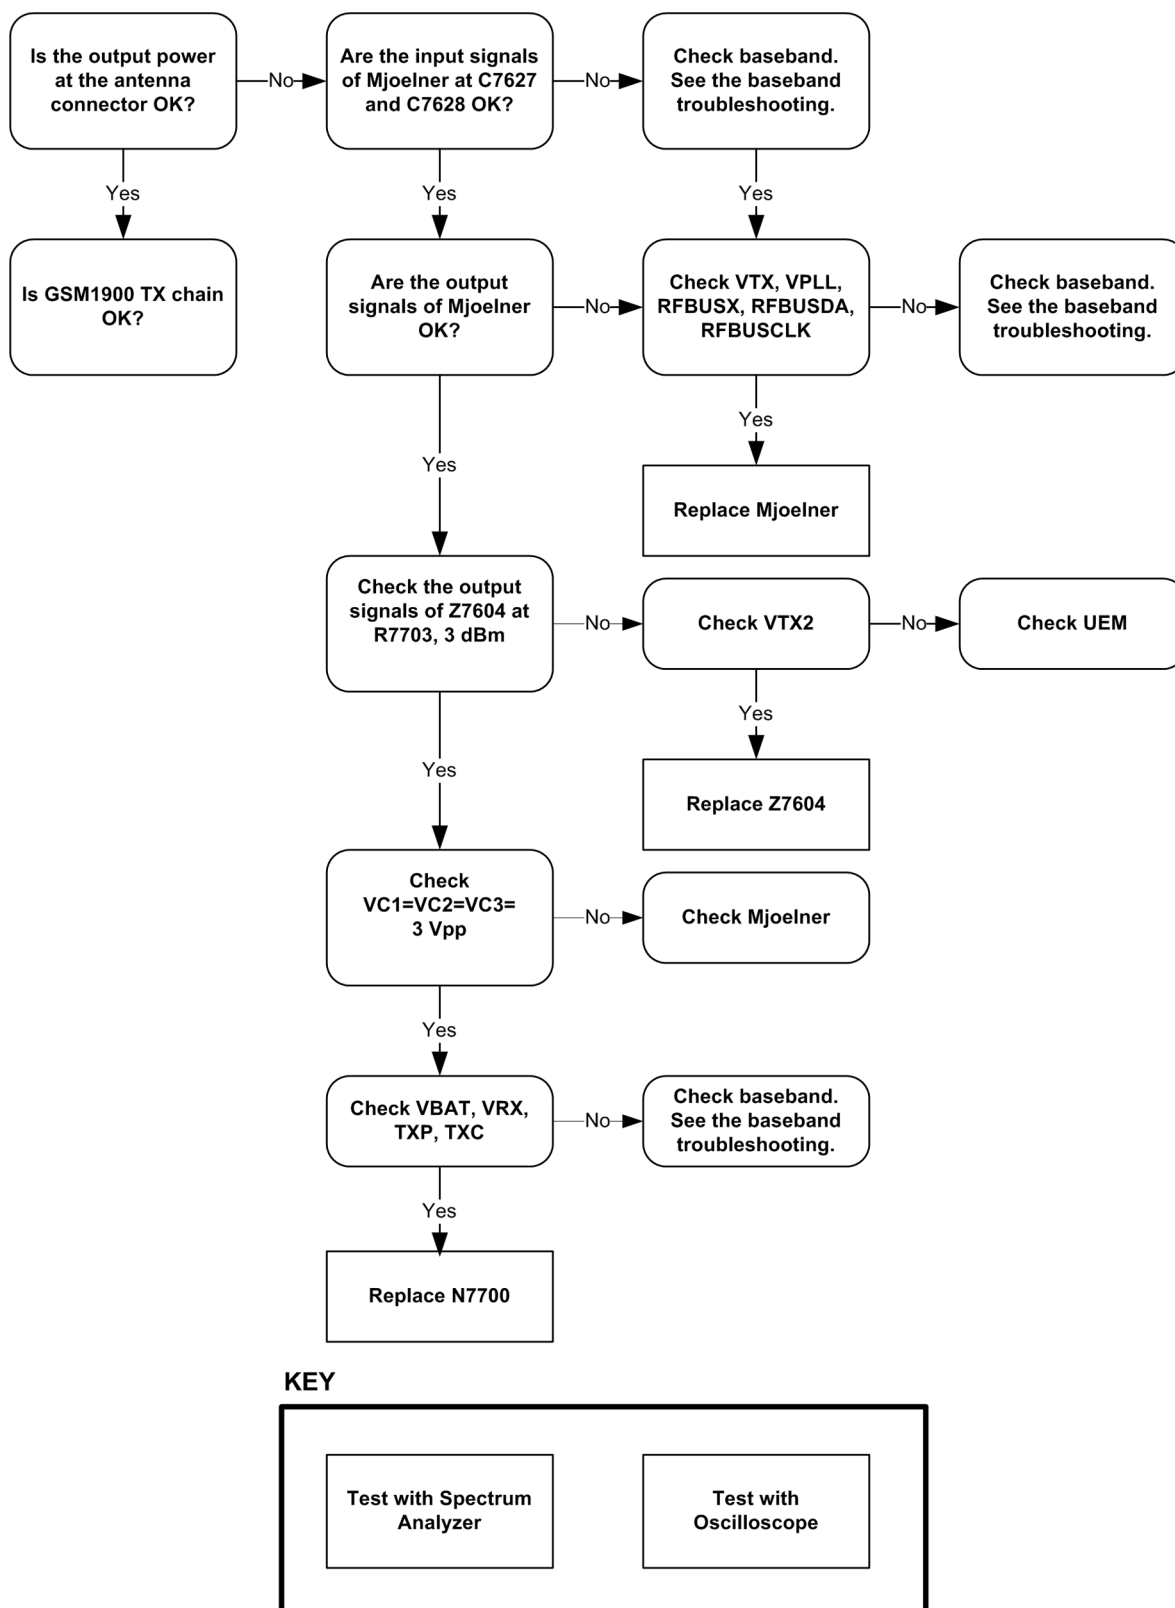 Is the output power
at the antenna
connector OK?
No
Are the input signals
of Mjoelner at C7627
and C7628 OK?
No
Check baseband.
See the baseband
troubleshooting.
Yes
Yes
Yes
Is GSM1900 TX chain
OK?
Are the output
signals of Mjoelner
OK?
No
Check VTX, VPLL,
RFBUSX, RFBUSDA,
RFBUSCLK
No
Check baseband.
See the baseband
troubleshooting.
Yes
Yes
Replace Mjoelner
Check the output
signals of Z7604 at
R7703, 3 dBm
No
Check VTX2
No
Check UEM
Yes
Yes
Replace Z7604
Check
VC1=VC2=VC3=
3 Vpp
No
Check Mjoelner
Yes
Check VBAT, VRX,
TXP, TXC
No
Check baseband.
See the baseband
troubleshooting.
Yes
Replace N7700
KEY
Test with Spectrum
Analyzer
Test with
Oscilloscope